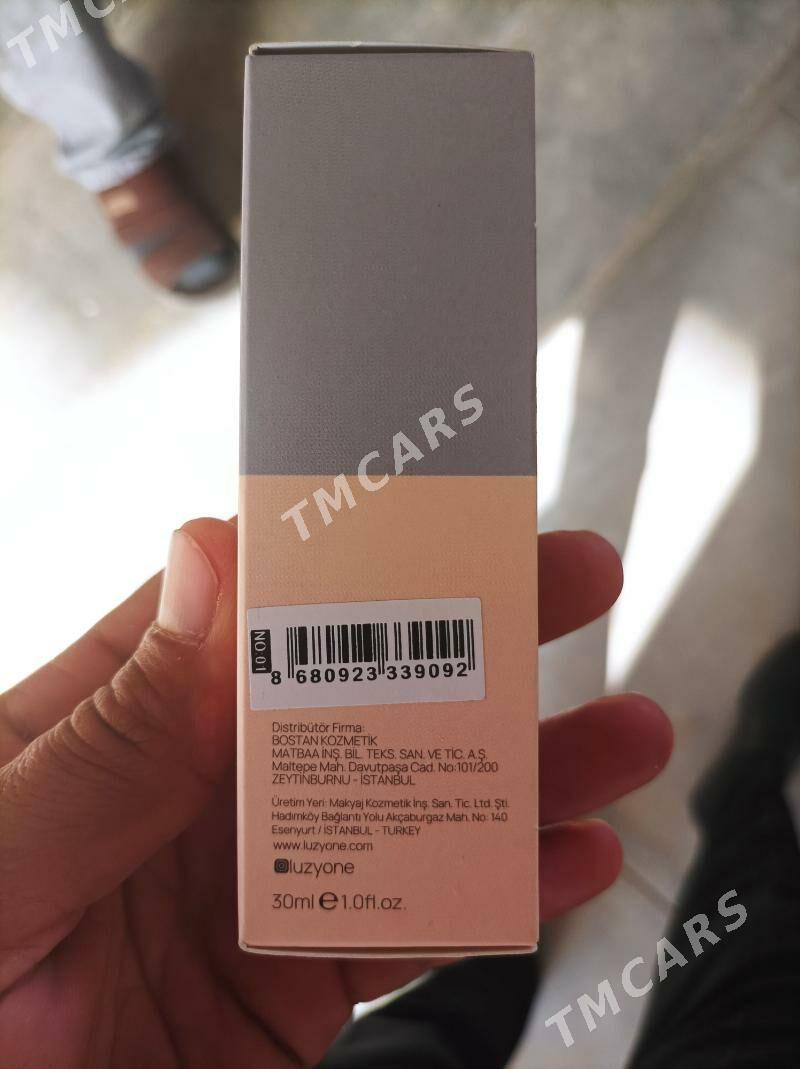 TMCARS
TMCARS
NO:01
8 680923 339092
Distribütör Firma:
BOSTAN KOZMETİK
MATBAA İNŞ. BİL. TEKS. SAN. VE TİC. A.Ş.
Maltepe Mah. Davutpaşa Cad. No:101/200
ZEYTİNBURNU - İSTANBUL
Üretim Yeri: Makyaj Kozmetik İnş. San. Tic. Ltd. Şti.
Hadımköy Bağlantı Yolu Akçaburgaz Mah. No: 140
Esenyurt / İSTANBUL - TURKEY
www.luzyone.com
luzyone
30ml e 1.0fl.oz.
TMCARS